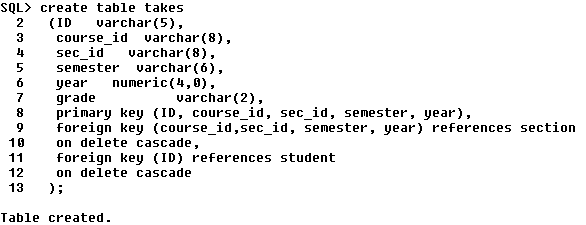 SQL> create table takes
2 (ID varchar(5),
3 course_id varchar(8),
4 sec_id varchar(8),
5 semester varchar(6),
6 year numeric(4,0),
7 grade varchar(2),
8 primary key (ID, course_id, sec_id, semester, year),
9 foreign key (course_id,sec_id, semester, year) references section
10 on delete cascade,
11 foreign key (ID) references student
12 on delete cascade
13 );
Table created.